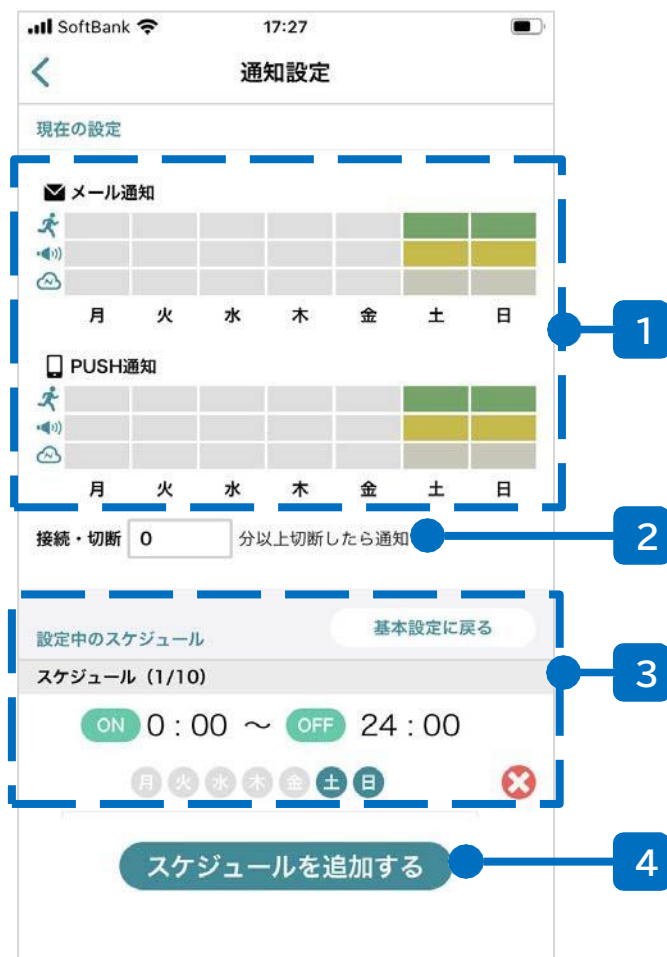 SoftBank 17:27
通知設定
現在の設定
メール通知
月 火 水 木 金 土 日
1
PUSH通知
月 火 水 木 金 土 日
接続・切断 0 分以上切断したら通知
2
設定中のスケジュール 基本設定に戻る
スケジュール（1/10）
3
ON 0：00 ～ OFF 24：00
月 火 水 木 金 土 日
スケジュールを追加する
4